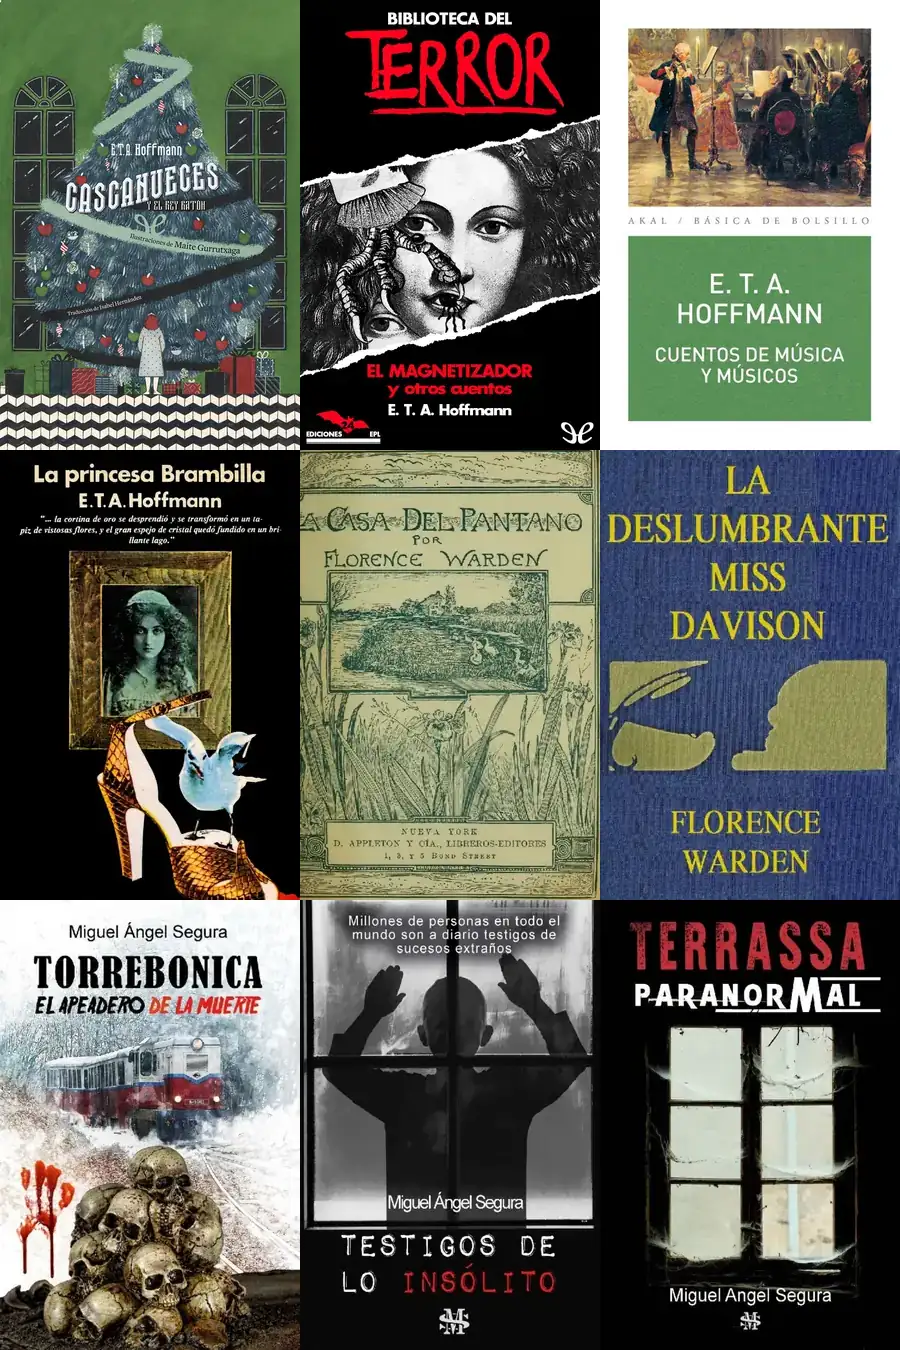 E.T.A. Hoffmann
CASCANUECES
Y EL REY RATÓN
Ilustraciones de Maite Gurrutxaga
Traducción de Isabel Hernández
BIBLIOTECA DEL
TERROR
EL MAGNETIZADOR
y otros cuentos
E. T. A. Hoffmann
EDICIONES 24 EPL
AKAL / BÁSICA DE BOLSILLO
E. T. A.
HOFFMANN
CUENTOS DE MÚSICA
Y MÚSICOS
La princesa Brambilla
E.T.A. Hoffmann
"... la cortina de oro se desprendió y se transformó en un ta-
piz de vistosas flores, y el gran espejo de cristal quedó fundido en un bri-
llante lago."
A CASA DEL PANTANO
POR
FLORENCE WARDEN
NUEVA YORK
D. APPLETON Y CÍA., LIBREROS-EDITORES
1, 3, Y 5 BOND STREET
LA
DESLUMBRANTE
MISS
DAVISON
FLORENCE
WARDEN
Miguel Ángel Segura
TORREBONICA
EL APEADERO DE LA MUERTE
Millones de personas en todo el
mundo son a diario testigos de
sucesos extraños
Miguel Ángel Segura
TESTIGOS DE
LO INSÓLITO
TERRASSA
PARANORMAL
Miguel Angel Segura